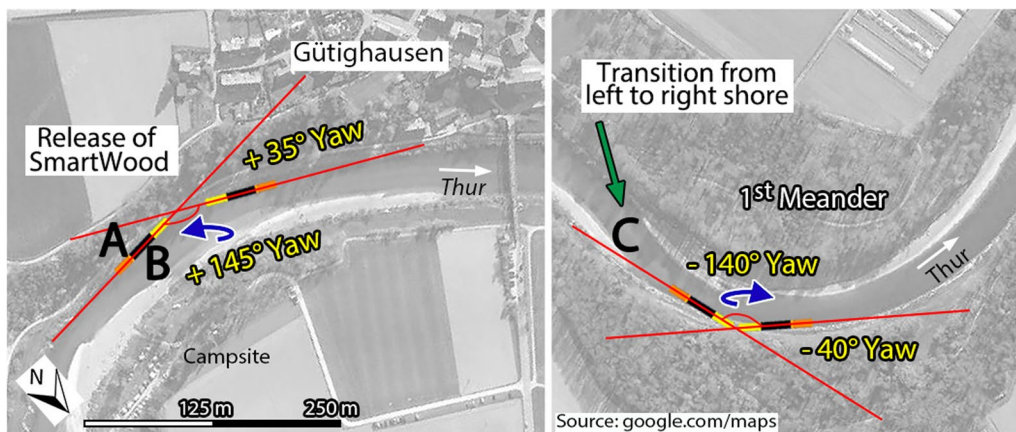 Gütighausen
Release of
SmartWood
+ 35° Yaw
Thur
A
B
+ 145° Yaw
Campsite
N
125 m
250 m
Transition from
left to right shore
1st Meander
C
- 140° Yaw
Thur
- 40° Yaw
Source: google.com/maps